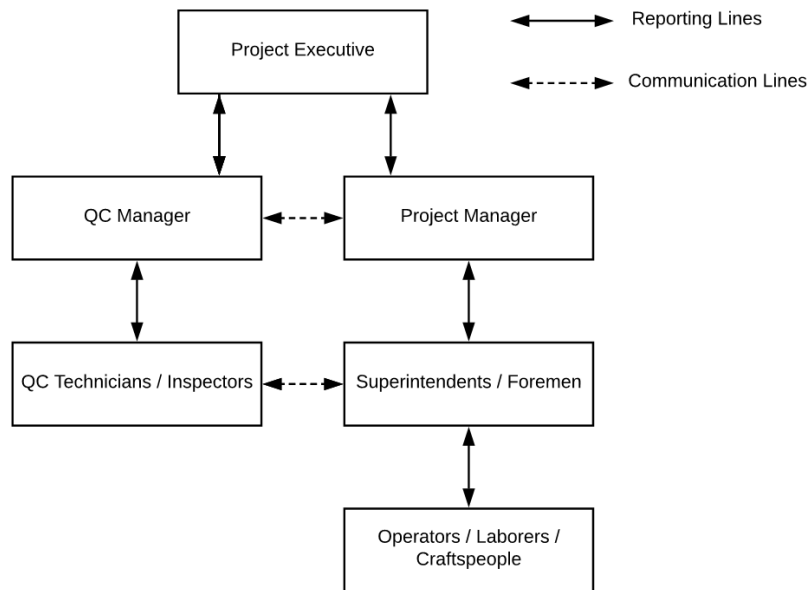 Project Executive
Reporting Lines
Communication Lines
QC Manager
Project Manager
QC Technicians / Inspectors
Superintendents / Foremen
Operators / Laborers /
Craftspeople